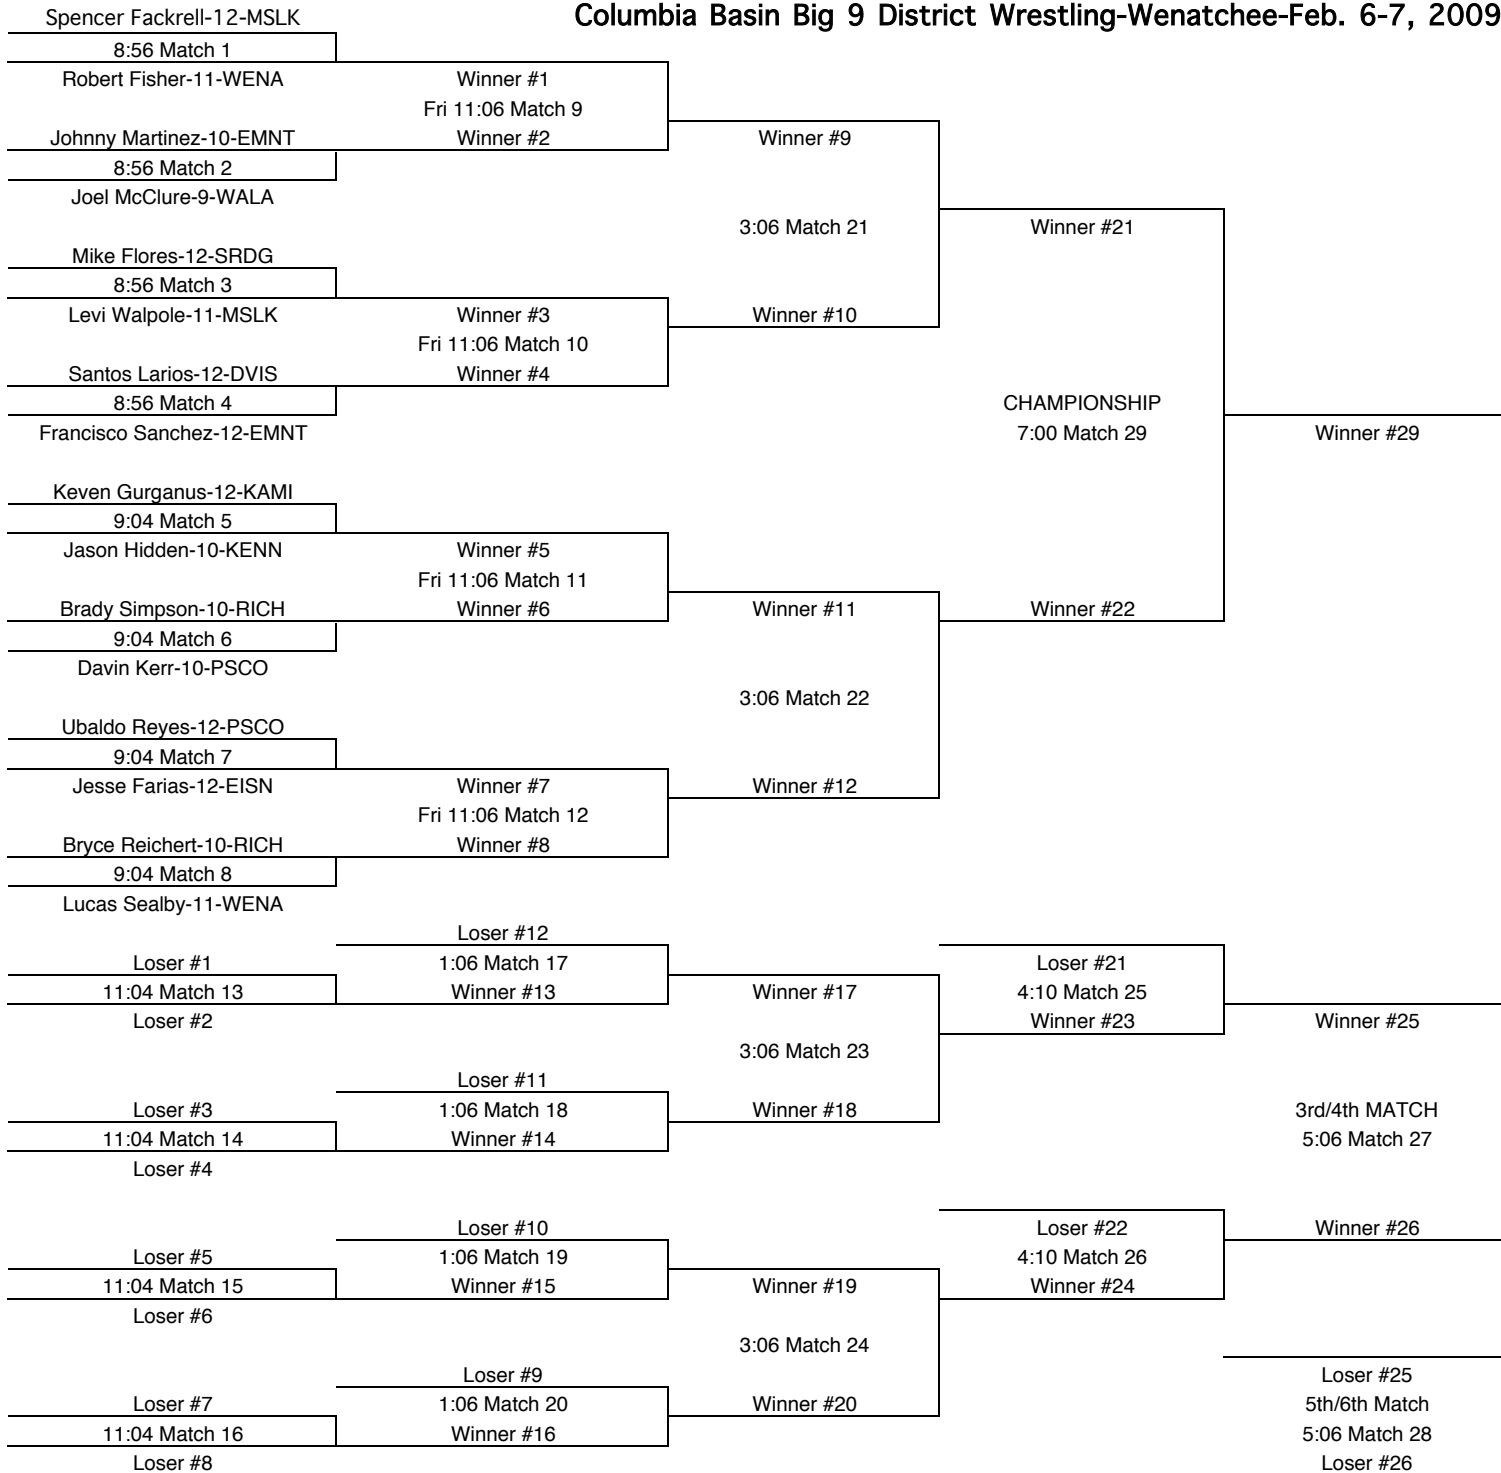 Columbia Basin Big 9 District Wrestling-Wenatchee-Feb. 6-7, 2009
Spencer Fackrell-12-MSLK
8:56 Match 1
Robert Fisher-11-WENA
Winner #1
Fri 11:06 Match 9
Johnny Martinez-10-EMNT
Winner #2
Winner #9
8:56 Match 2
Joel McClure-9-WALA
3:06 Match 21
Winner #21
Mike Flores-12-SRDG
8:56 Match 3
Levi Walpole-11-MSLK
Winner #3
Winner #10
Fri 11:06 Match 10
Santos Larios-12-DVIS
Winner #4
8:56 Match 4
CHAMPIONSHIP
Francisco Sanchez-12-EMNT
7:00 Match 29
Winner #29
Keven Gurganus-12-KAMI
9:04 Match 5
Jason Hidden-10-KENN
Winner #5
Fri 11:06 Match 11
Brady Simpson-10-RICH
Winner #6
Winner #11
Winner #22
9:04 Match 6
Davin Kerr-10-PSCO
3:06 Match 22
Ubaldo Reyes-12-PSCO
9:04 Match 7
Jesse Farias-12-EISN
Winner #7
Winner #12
Fri 11:06 Match 12
Bryce Reichert-10-RICH
Winner #8
9:04 Match 8
Lucas Sealby-11-WENA
Loser #12
Loser #1
1:06 Match 17
Loser #21
11:04 Match 13
Winner #13
Winner #17
4:10 Match 25
Loser #2
Winner #23
Winner #25
3:06 Match 23
Loser #11
Loser #3
1:06 Match 18
Winner #18
3rd/4th MATCH
11:04 Match 14
Winner #14
5:06 Match 27
Loser #4
Loser #10
Loser #22
Winner #26
Loser #5
1:06 Match 19
4:10 Match 26
11:04 Match 15
Winner #15
Winner #19
Winner #24
Loser #6
3:06 Match 24
Loser #9
Loser #25
Loser #7
1:06 Match 20
Winner #20
5th/6th Match
11:04 Match 16
Winner #16
5:06 Match 28
Loser #8
Loser #26